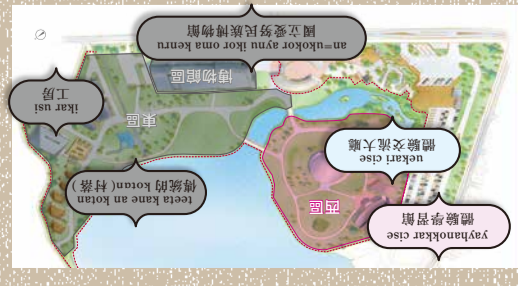 yayhanokkar cise
體驗學習館
西區
teeta kane an kotan
傳統的 kotan（村落）
uekari cise
體驗交流大廳
東區
ikar usi
工房
博物館區
an=ukokor aynu ikor oma kenru
國立愛努民族博物館